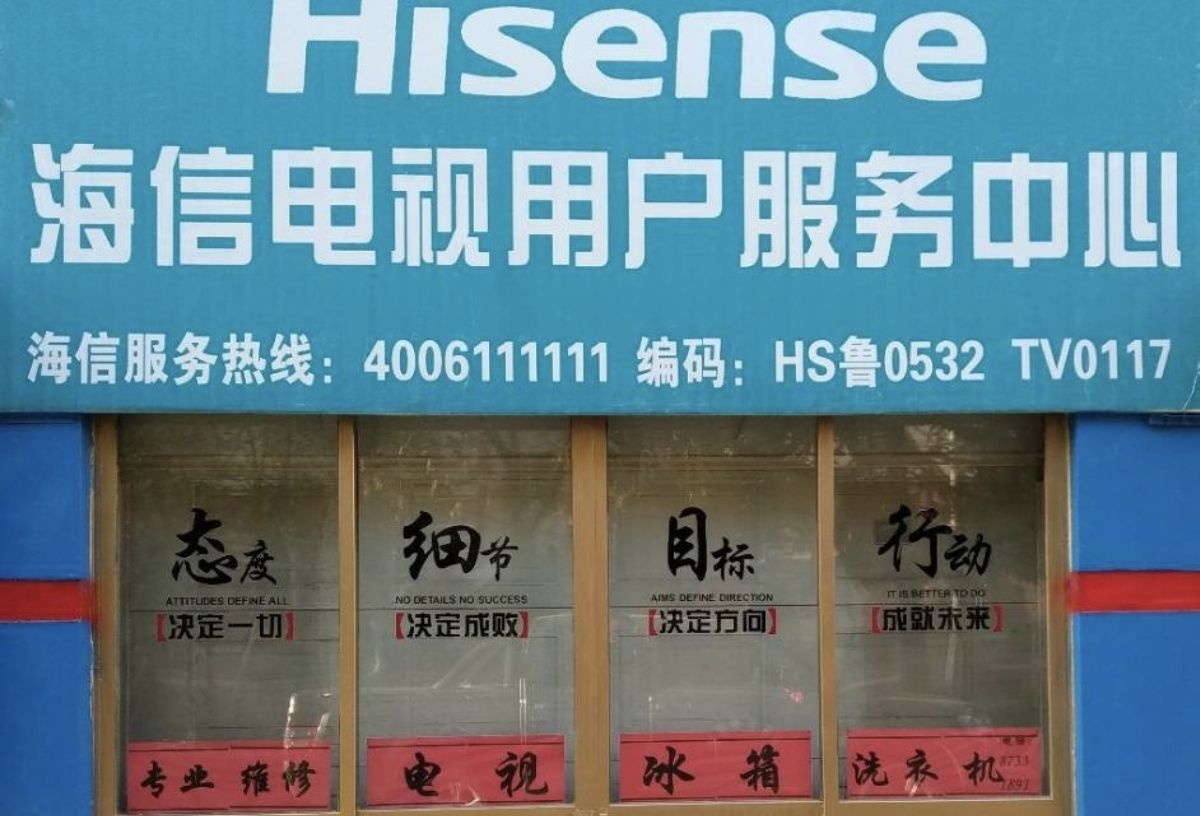 Hisense
海信电视用户服务中心
海信服务热线：4006111111 编码：HS鲁0532 TV0117
态度
ATTITUDES DEFINE ALL
【决定一切】
细节
NO DETAILS NO SUCCESS
【决定成败】
目标
AIMS DEFINE DIRECTION
【决定方向】
行动
IT IS BETTER TO DO
【成就未来】
专业维修
电视
冰箱
洗衣机
电话：
8733
1891